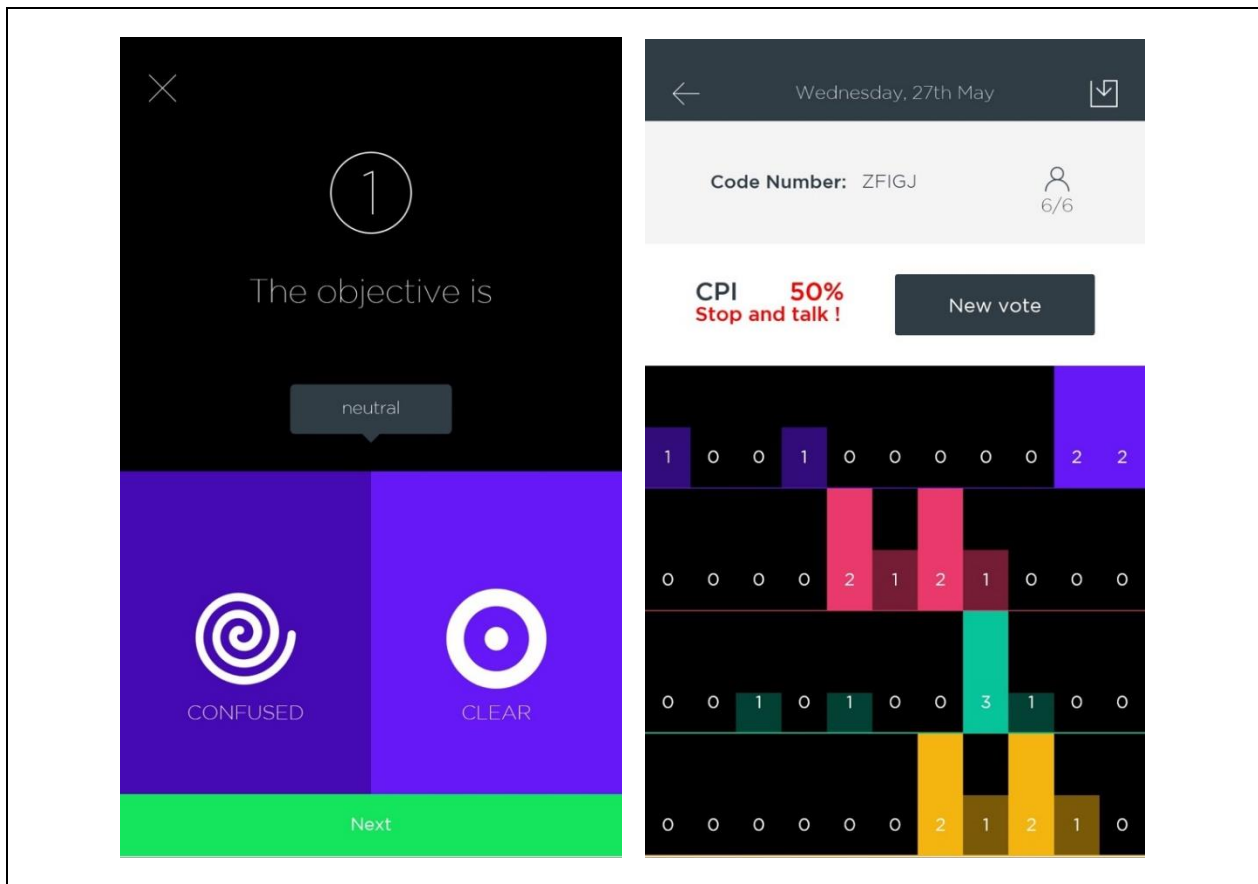 1
The objective is
neutral
CONFUSED
CLEAR
Next
Wednesday, 27th May
Code Number: ZFIGJ
6/6
CPI 50%
Stop and talk !
New vote
1 0 0 1 0 0 0 0 0 2 2
0 0 0 0 2 1 2 1 0 0 0
0 0 1 0 1 0 0 3 1 0 0
0 0 0 0 0 0 2 1 2 1 0